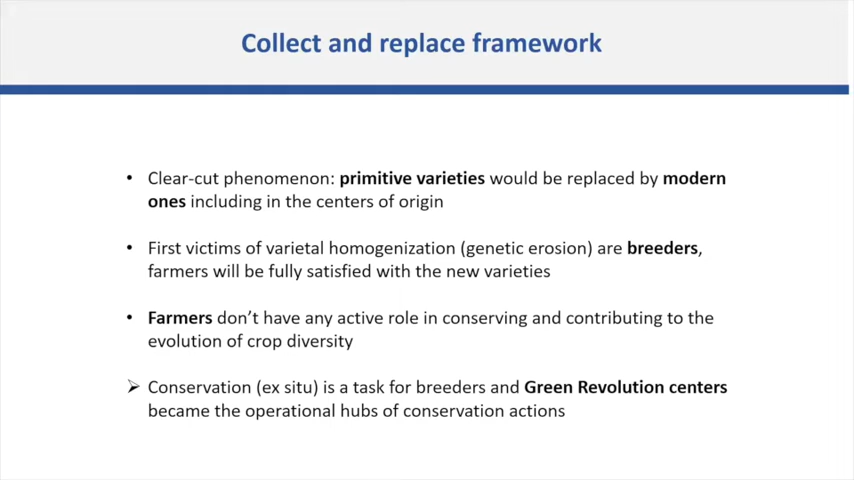 Collect and replace framework
• Clear-cut phenomenon: primitive varieties would be replaced by modern
ones including in the centers of origin
• First victims of varietal homogenization (genetic erosion) are breeders,
farmers will be fully satisfied with the new varieties
• Farmers don’t have any active role in conserving and contributing to the
evolution of crop diversity
➢ Conservation (ex situ) is a task for breeders and Green Revolution centers
became the operational hubs of conservation actions